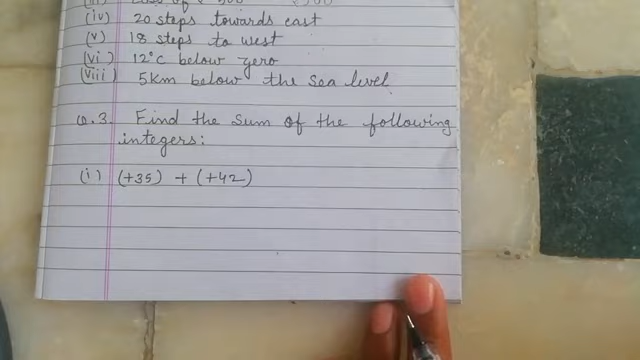 (iv) 20 steps towards east
(v) 18 steps to west
(vi) 12°C below zero
(viii) 5Km below the sea level
Q.3. Find the sum of the following
integers:
(i) (+35) + (+42)